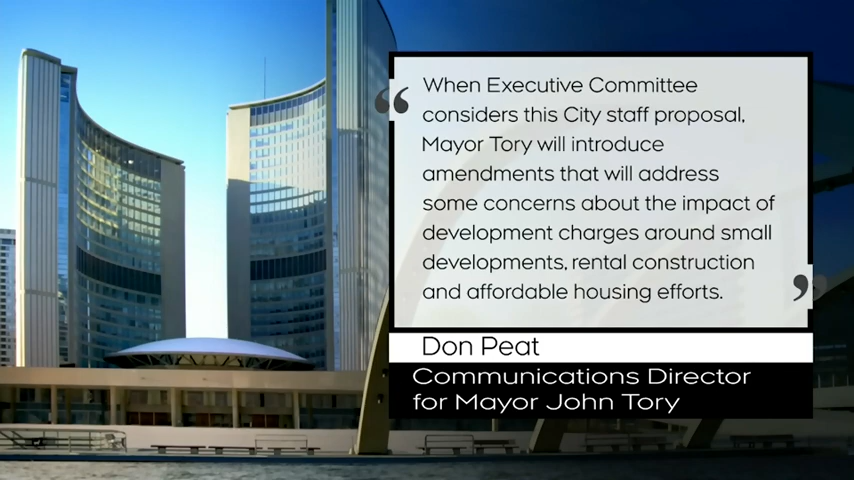 “
When Executive Committee
considers this City staff proposal,
Mayor Tory will introduce
amendments that will address
some concerns about the impact of
development charges around small
developments, rental construction
and affordable housing efforts.
”
Don Peat
Communications Director
for Mayor John Tory